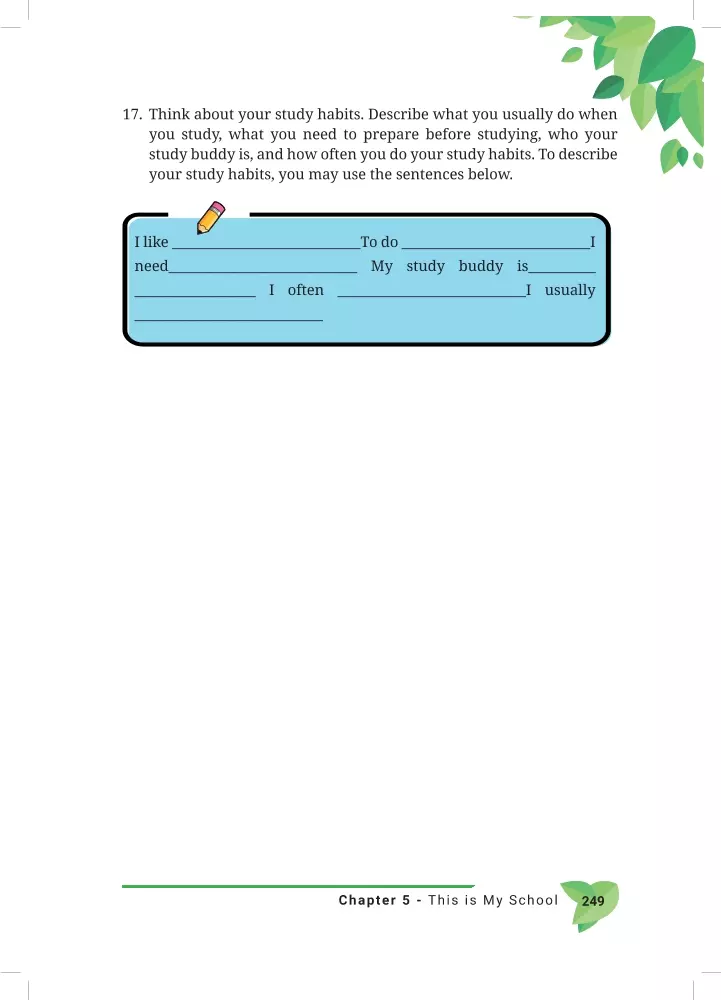 17. Think about your study habits. Describe what you usually do when
you study, what you need to prepare before studying, who your
study buddy is, and how often you do your study habits. To describe
your study habits, you may use the sentences below.
I like ____________________________To do ____________________________I
need____________________________ My study buddy is__________
__________________ I often ____________________________I usually
____________________________
Chapter 5 - This is My School 249